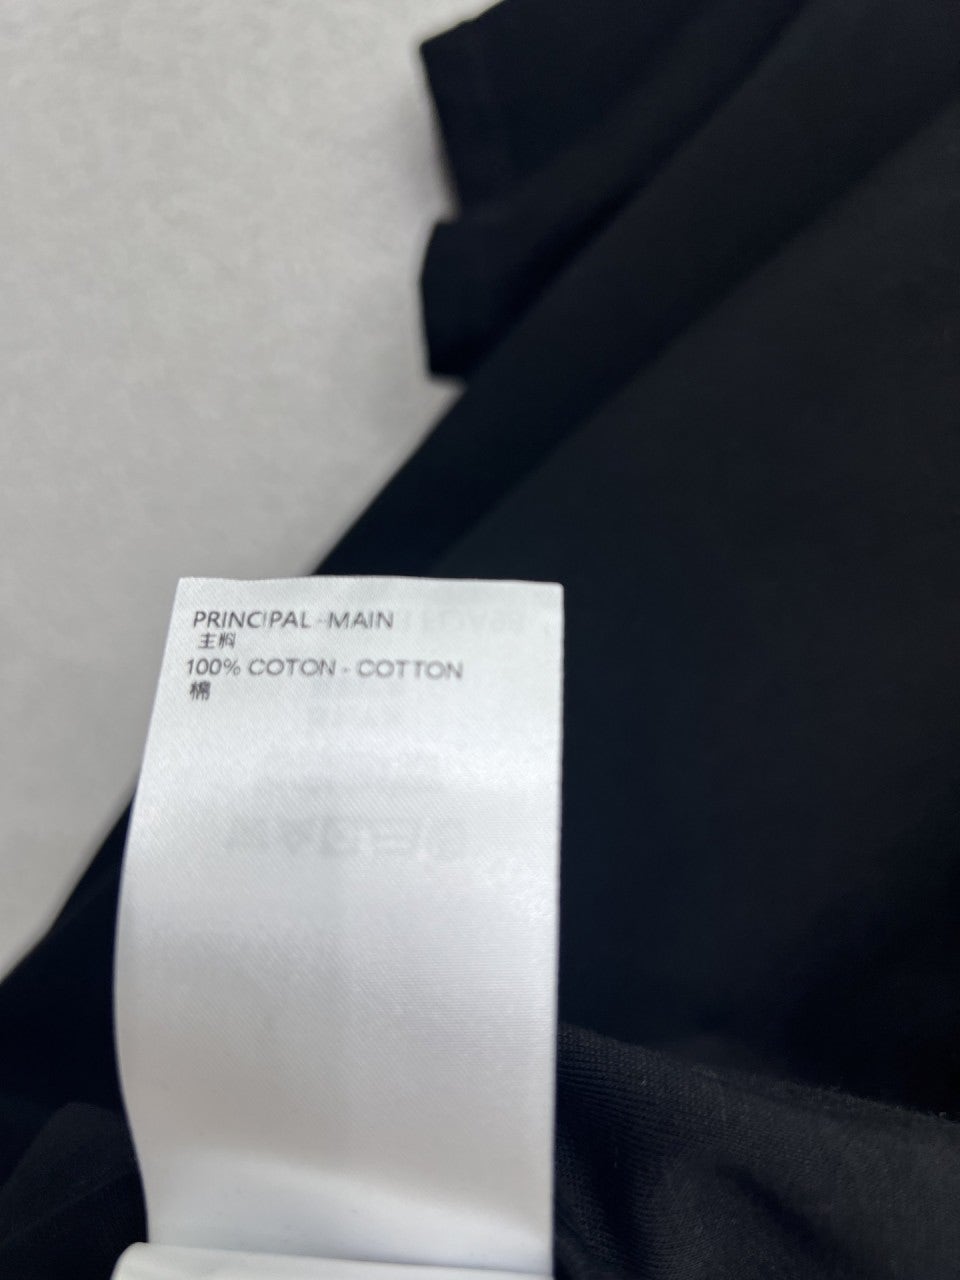 PRINCIPAL - MAIN
主料
100% COTON - COTTON
棉